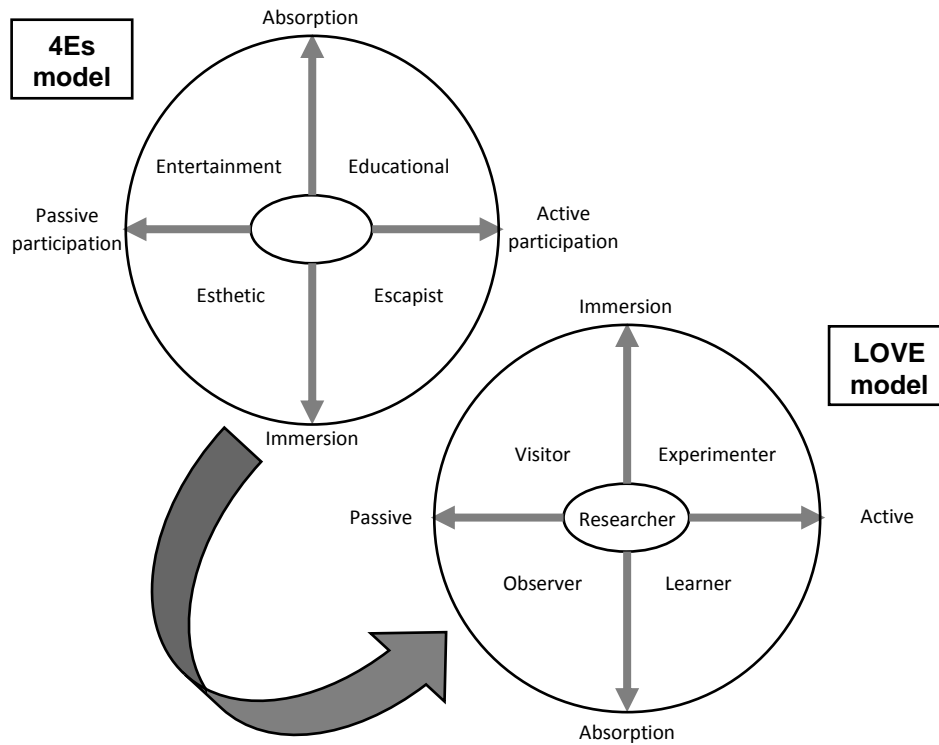 Absorption
4Es
model
Entertainment
Educational
Passive
participation
Active
participation
Esthetic
Escapist
Immersion
Immersion
LOVE
model
Visitor
Experimenter
Passive
Researcher
Active
Observer
Learner
Absorption